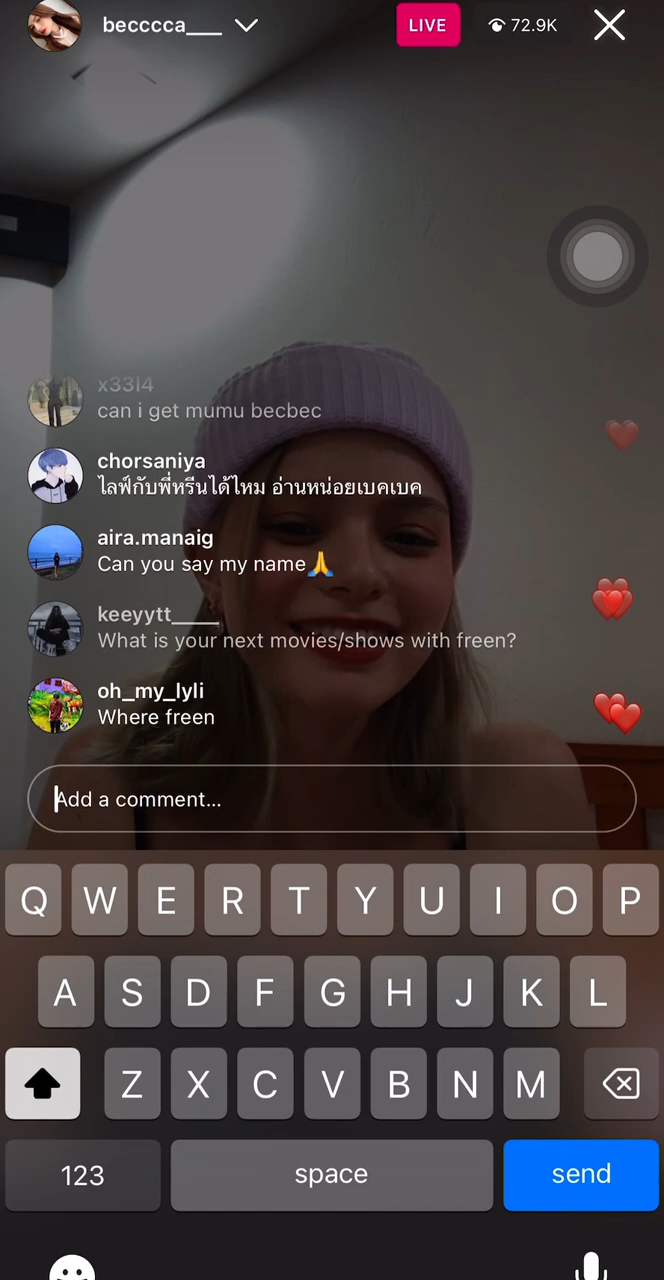 becccca___
LIVE
72.9K
x33l4
can i get mumu becbec
chorsaniya
ไลฟ์กับพี่หรีนได้ไหม อ่านหน่อยเบคเบค
aira.manaig
Can you say my name🙏
keeyytt____
What is your next movies/shows with freen?
oh_my_lyli
Where freen
Add a comment...
Q W E R T Y U I O P
A S D F G H J K L
Z X C V B N M
123 space send